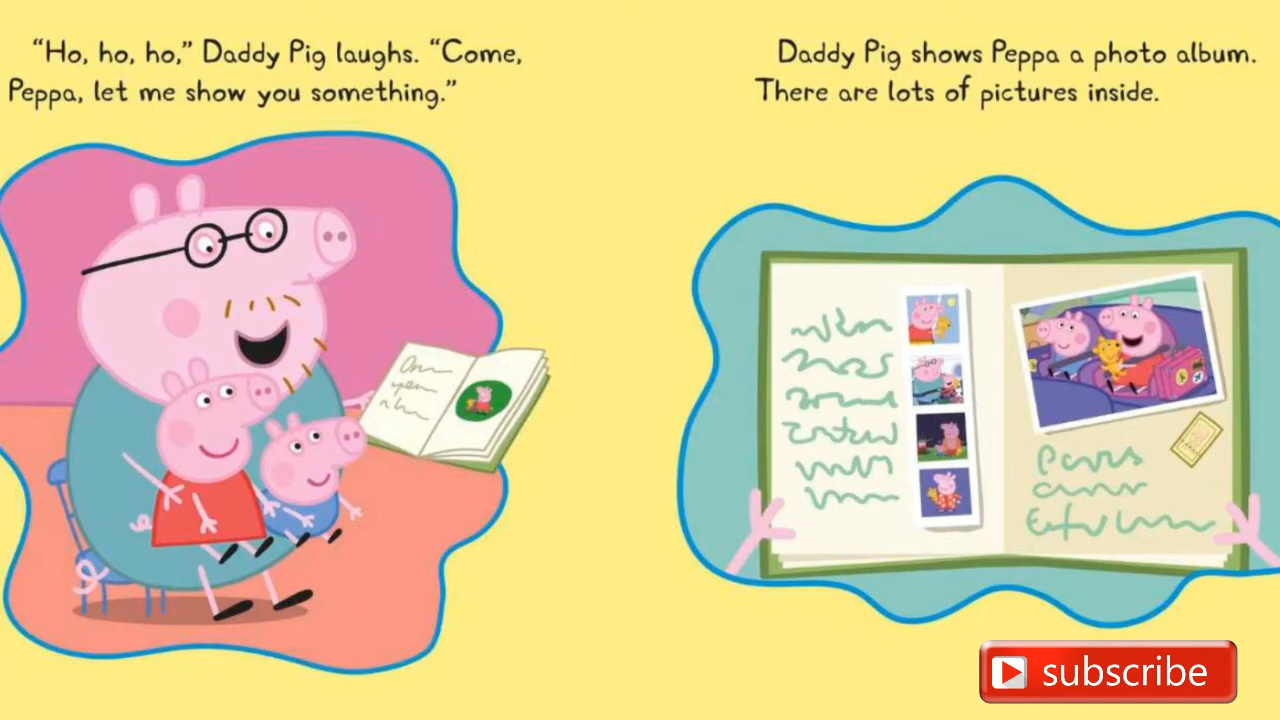 “Ho, ho, ho,” Daddy Pig laughs. “Come,
Peppa, let me show you something.”
Daddy Pig shows Peppa a photo album.
There are lots of pictures inside.
subscribe